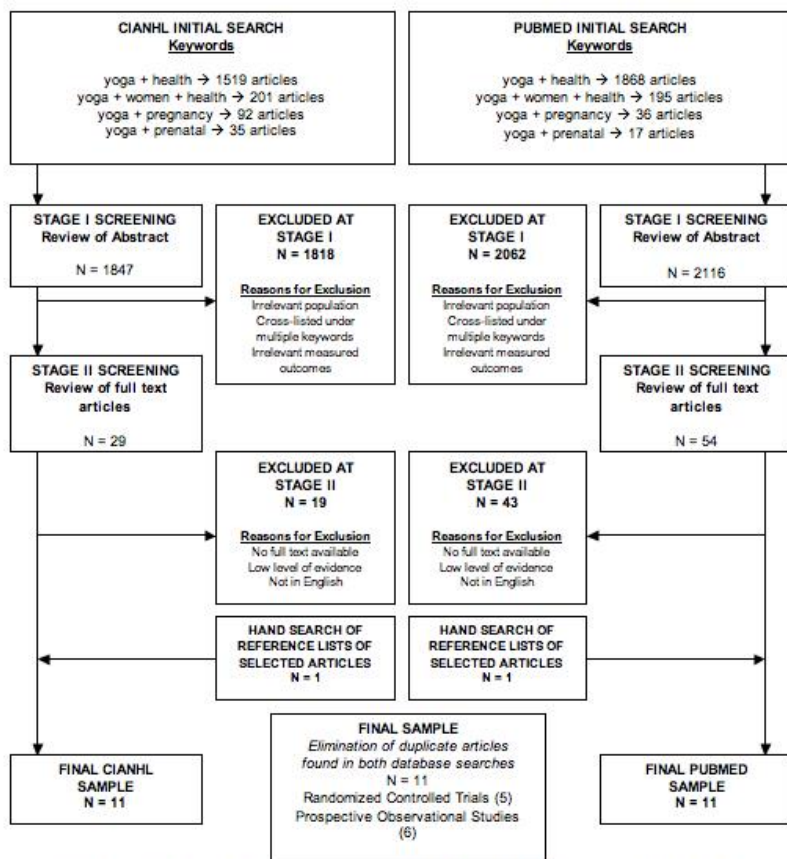 CIANHL INITIAL SEARCH
Keywords
yoga + health → 1519 articles
yoga + women + health → 201 articles
yoga + pregnancy → 92 articles
yoga + prenatal → 35 articles
PUBMED INITIAL SEARCH
Keywords
yoga + health → 1868 articles
yoga + women + health → 195 articles
yoga + pregnancy → 36 articles
yoga + prenatal → 17 articles
STAGE I SCREENING
Review of Abstract
N = 1847
EXCLUDED AT
STAGE I
N = 1818
Reasons for Exclusion
Irrelevant population
Cross-listed under
multiple keywords
Irrelevant measured
outcomes
EXCLUDED AT
STAGE I
N = 2062
Reasons for Exclusion
Irrelevant population
Cross-listed under
multiple keywords
Irrelevant measured
outcomes
STAGE I SCREENING
Review of Abstract
N = 2116
STAGE II SCREENING
Review of full text
articles
N = 29
STAGE II SCREENING
Review of full text
articles
N = 54
EXCLUDED AT
STAGE II
N = 19
Reasons for Exclusion
No full text available
Low level of evidence
Not in English
EXCLUDED AT
STAGE II
N = 43
Reasons for Exclusion
No full text available
Low level of evidence
Not in English
HAND SEARCH OF
REFERENCE LISTS OF
SELECTED ARTICLES
N = 1
HAND SEARCH OF
REFERENCE LISTS OF
SELECTED ARTICLES
N = 1
FINAL CIANHL
SAMPLE
N = 11
FINAL SAMPLE
Elimination of duplicate articles
found in both database searches
N = 11
Randomized Controlled Trials (5)
Prospective Observational Studies
(6)
FINAL PUBMED
SAMPLE
N = 11